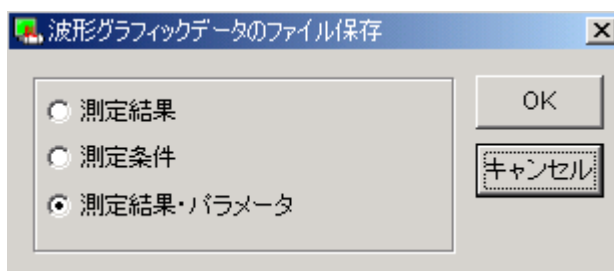 波形グラフィックデータのファイル保存
測定結果
OK
測定条件
キャンセル
測定結果・パラメータ